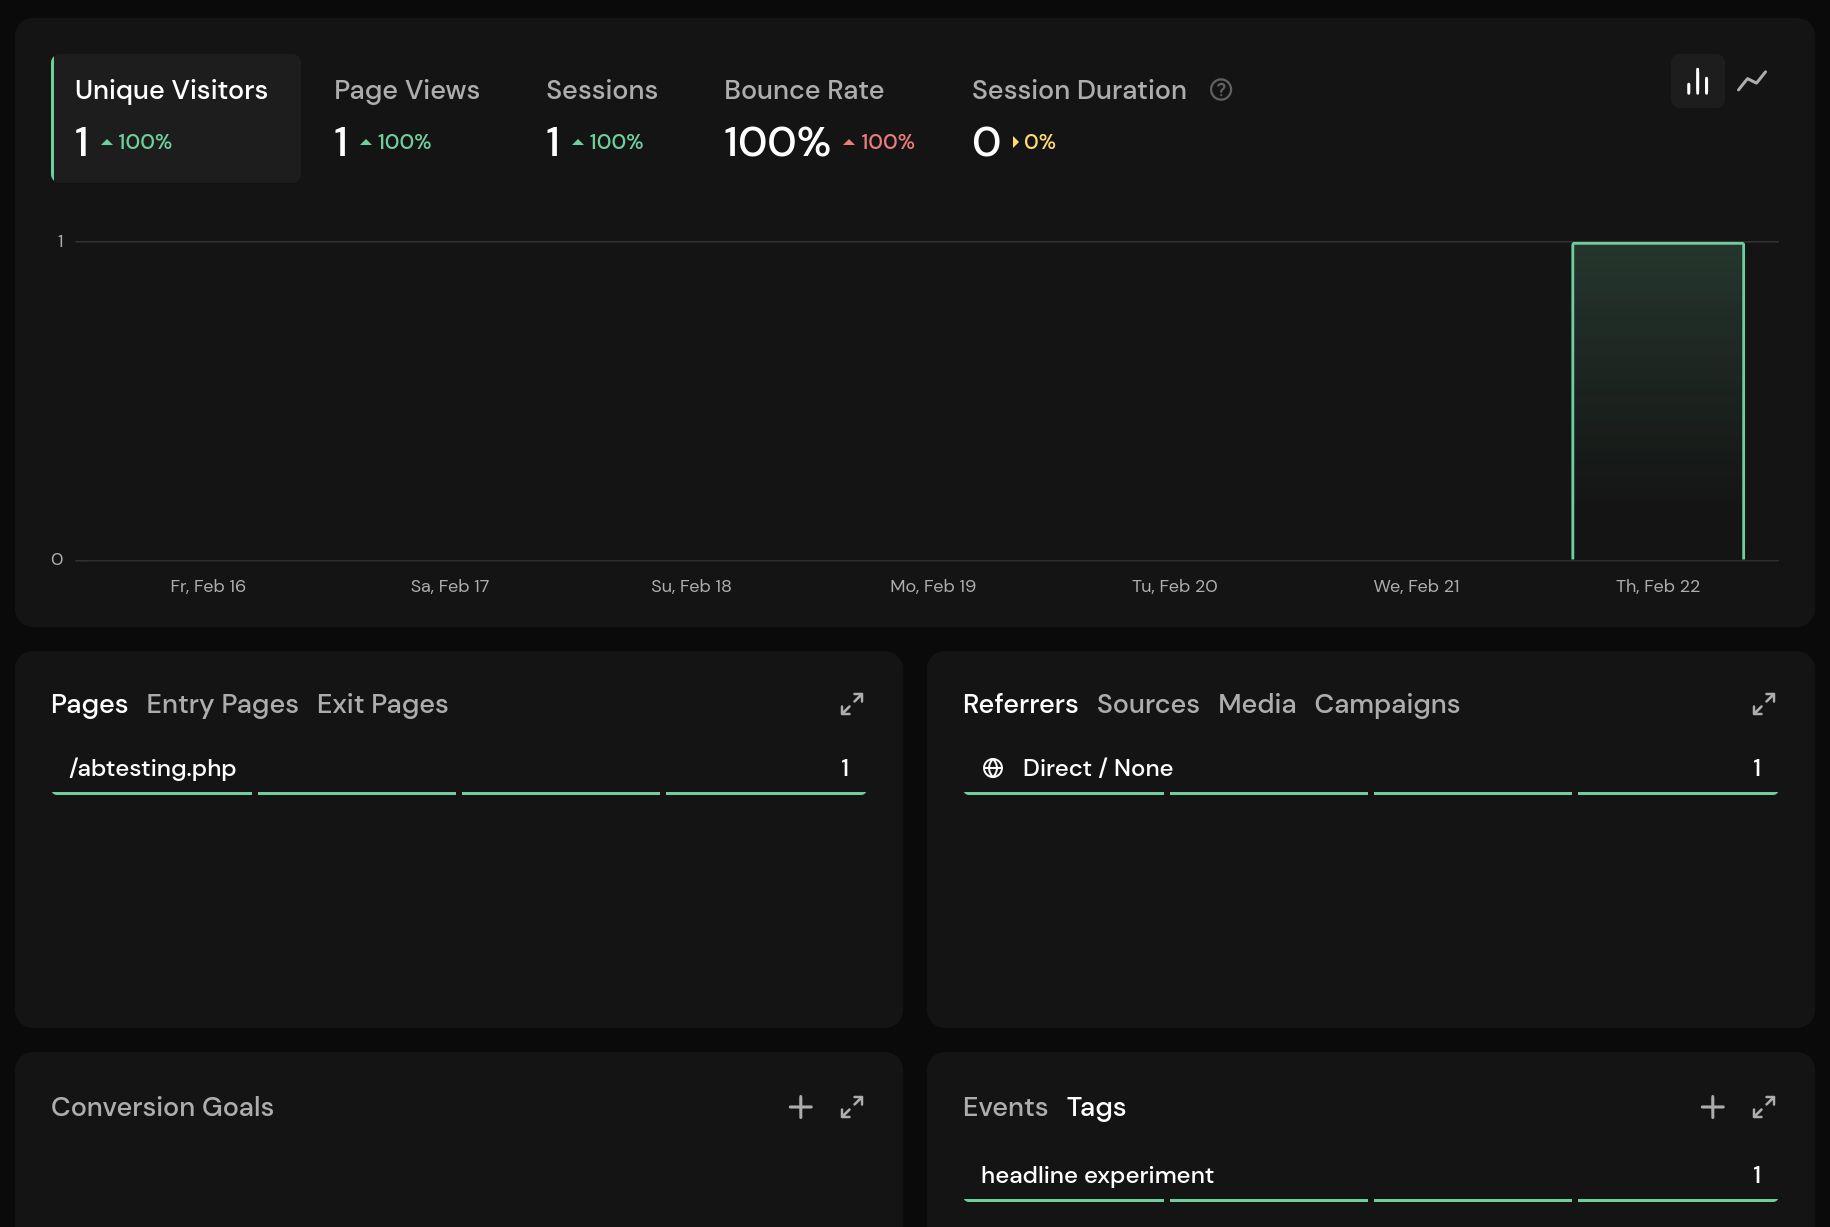 Unique Visitors
1 100%
Page Views
1 100%
Sessions
1 100%
Bounce Rate
100% 100%
Session Duration ?
0 0%
1
0
Fr, Feb 16 Sa, Feb 17 Su, Feb 18 Mo, Feb 19 Tu, Feb 20 We, Feb 21 Th, Feb 22
Pages Entry Pages Exit Pages
/abtesting.php 1
Referrers Sources Media Campaigns
Direct / None 1
Conversion Goals
Events Tags
headline experiment 1